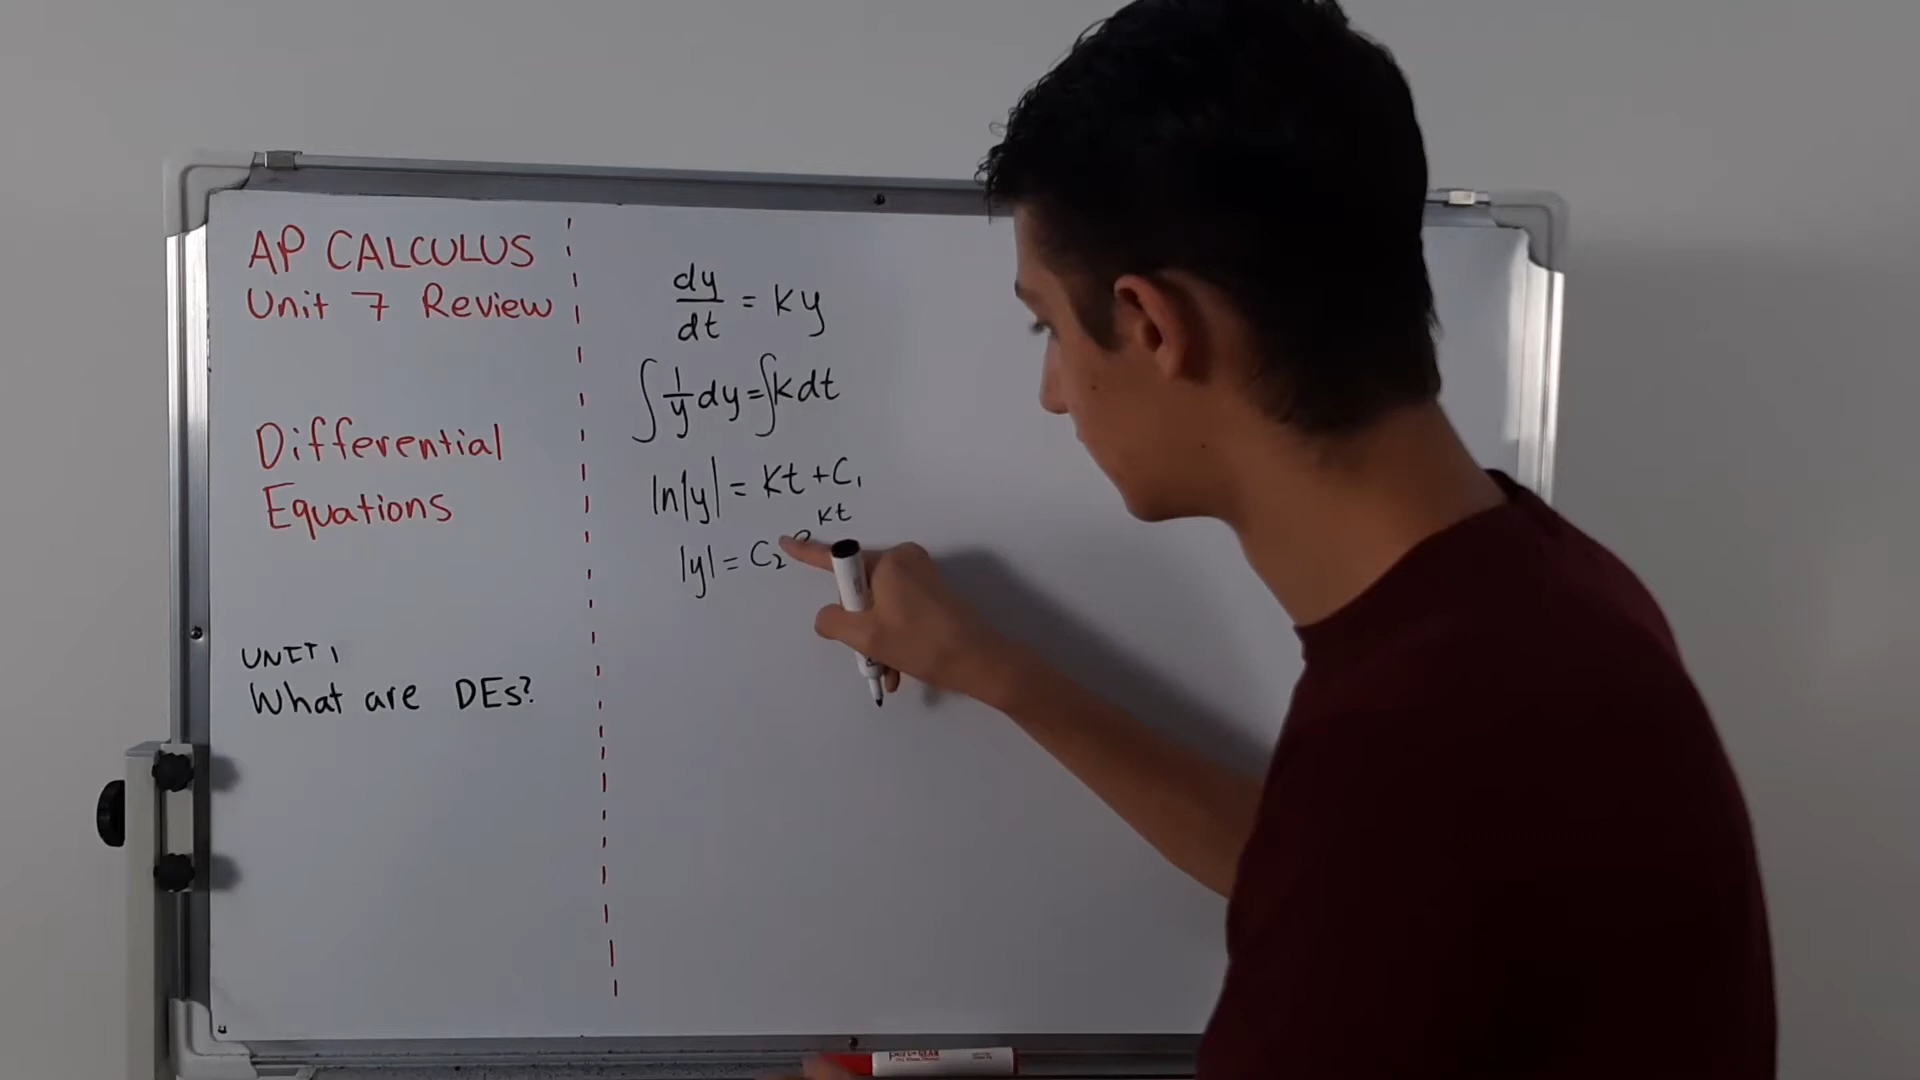 AP CALCULUS
Unit 7 Review
Differential
Equations
UNIT 1
What are DEs?
dy/dt = ky
∫ 1/y dy = ∫ k dt
ln|y| = kt + C₁
|y| = C₂ e^kt